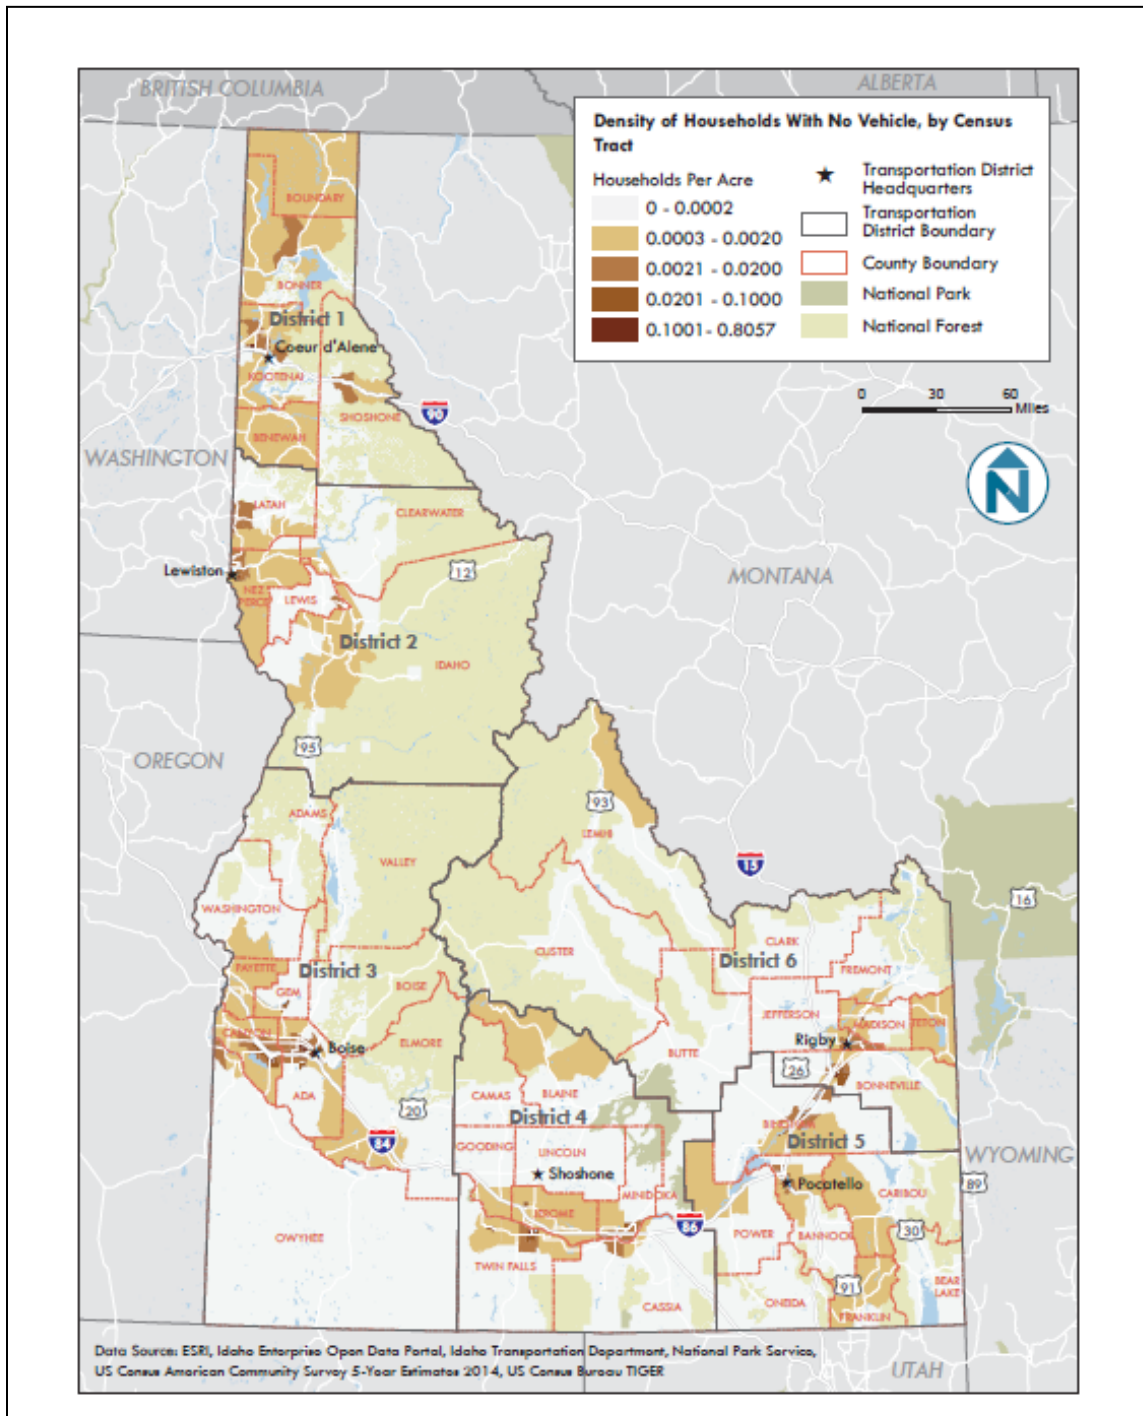 BRITISH COLUMBIA
ALBERTA
Density of Households With No Vehicle, by Census
Tract
Households Per Acre
0 - 0.0002
0.0003 - 0.0020
0.0021 - 0.0200
0.0201 - 0.1000
0.1001- 0.8057
Transportation District
Headquarters
Transportation
District Boundary
County Boundary
National Park
National Forest
0 30 60
Miles
N
BOUNDARY
BONNER
District 1
Coeur d'Alene
KOOTENAI
SHOSHONE
90
BENEWAH
WASHINGTON
LATAH
CLEARWATER
Lewiston
12
NEZ
PERCE
LEWIS
MONTANA
District 2
IDAHO
OREGON
95
ADAMS
93
LEMHI
VALLEY
15
16
WASHINGTON
CUSTER
CLARK
District 6
FREMONT
PAYETTE
District 3
GEM
BOISE
JEFFERSON
MADISON
TETON
CANYON
Boise
ELMORE
Rigby
BUTTE
26
BONNEVILLE
ADA
20
CAMAS
BLAINE
District 4
BINGHAM
District 5
84
GOODING
LINCOLN
WYOMING
Shoshone
Pocatello
89
MINIDOKA
CARIBOU
JEROME
86
POWER
BANNOCK
30
OWYHEE
TWIN FALLS
91
BEAR
LAKE
CASSIA
ONEIDA
FRANKLIN
Data Source: ESRI, Idaho Enterprise Open Data Portal, Idaho Transportation Department, National Park Service,
US Census American Community Survey 5-Year Estimates 2014, US Census Bureau TIGER
UTAH